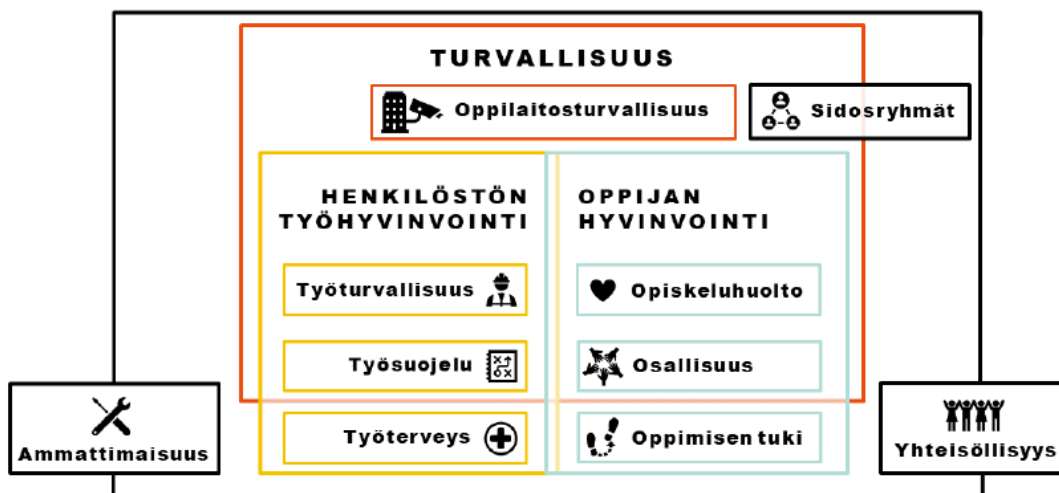 TURVALLISUUS
Oppilaitosturvallisuus
Sidosryhmät
HENKILÖSTÖN
TYÖHYVINVOINTI
OPPIJAN
HYVINVOINTI
Työturvallisuus
Opiskeluhuolto
Työsuojelu
Osallisuus
Työterveys
Oppimisen tuki
Ammattimaisuus
Yhteisöllisyys